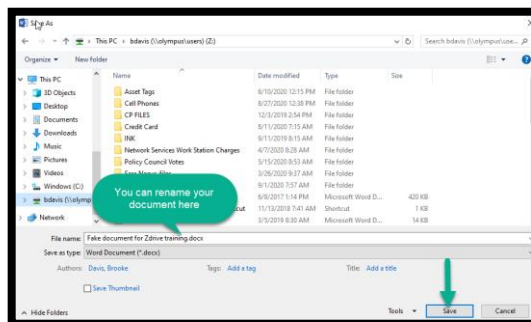 Save As
This PC > bdavis (\\olympus\users) (Z:)
Search bdavis (\\olympus\use...
Organize
New folder
Name
Date modified
Type
Size
This PC
3D Objects
Desktop
Documents
Downloads
Music
Pictures
Videos
Windows (C:)
bdavis (\\olymp
Network
Asset Tags 6/10/2020 12:15 PM File folder
Cell Phones 8/27/2020 12:38 PM File folder
CP FILES 12/3/2019 2:54 PM File folder
Credit Card 5/11/2020 7:15 AM File folder
INK 9/11/2019 8:15 AM File folder
Network Services Work Station Charges 4/7/2020 8:28 AM File folder
Policy Council Votes 5/15/2020 8:53 AM File folder
3/26/2020 9:37 AM File folder
9/1/2020 7:57 AM File folder
6/8/2017 1:14 PM Microsoft Word D... 420 KB
cut 11/13/2018 7:41 AM Shortcut 1 KB
3/5/2019 8:30 AM Microsoft Word D... 14 KB
You can rename your
document here
File name: Fake document for Zdrive training.docx
Save as type: Word Document (*.docx)
Authors: Davis, Brooke
Tags: Add a tag
Title: Add a title
Save Thumbnail
Hide Folders
Tools
Save
Cancel